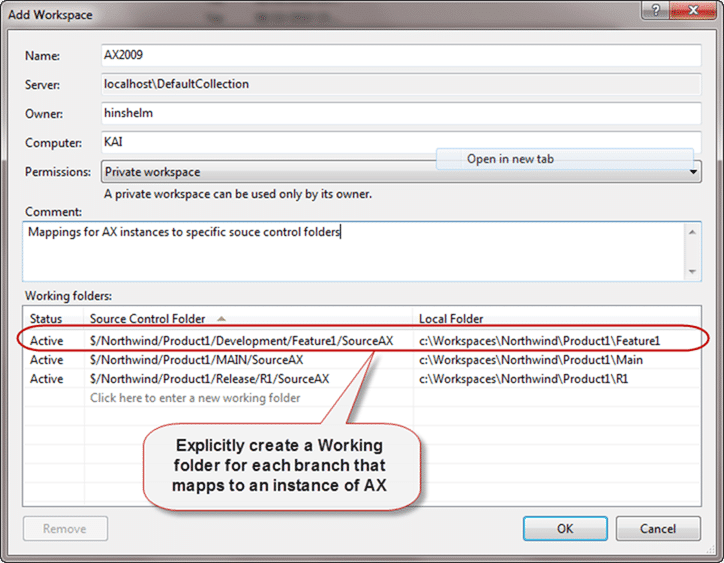 Add Workspace
Name: AX2009
Server: localhost\DefaultCollection
Owner: hinshelm
Computer: KAI
Open in new tab
Permissions: Private workspace
A private workspace can be used only by its owner.
Comment:
Mappings for AX instances to specific souce control folders
Working folders:
Status Source Control Folder Local Folder
Active $/Northwind/Product1/Development/Feature1/SourceAX c:\Workspaces\Northwind\Product1\Feature1
Active $/Northwind/Product1/MAIN/SourceAX c:\Workspaces\Northwind\Product1\Main
Active $/Northwind/Product1/Release/R1/SourceAX c:\Workspaces\Northwind\Product1\R1
Click here to enter a new working folder
Explicitly create a Working
folder for each branch that
mapps to an instance of AX
Remove OK Cancel